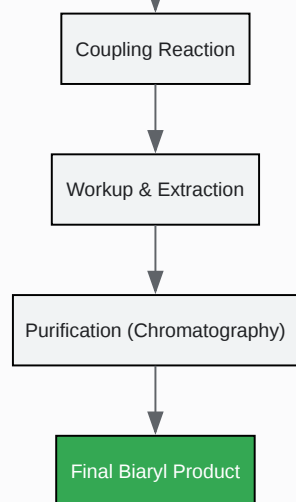 Coupling Reaction
Workup & Extraction
Purification (Chromatography)
Final Biaryl Product